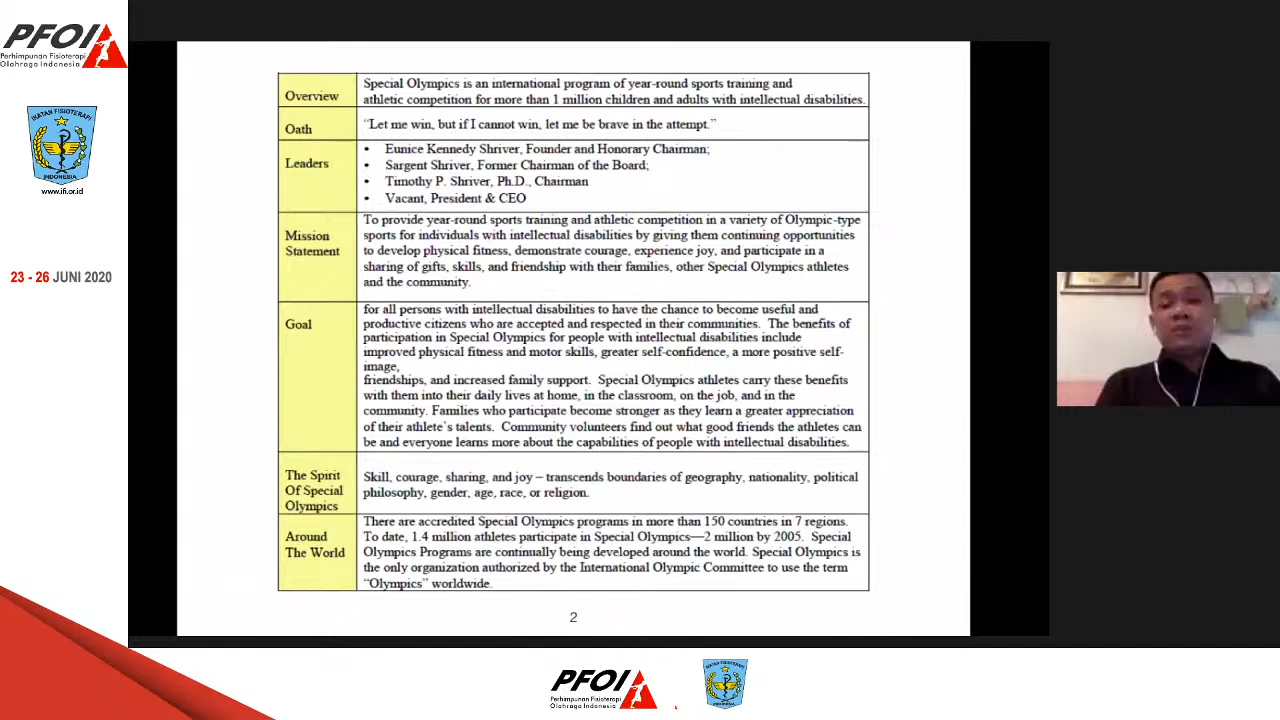 PFOI
Perhimpunan Fisioterapi
Olahraga Indonesia
IKATAN FISIOTERAPI
INDONESIA
www.ifi.or.id
23 - 26 JUNI 2020
Overview
Special Olympics is an international program of year-round sports training and
athletic competition for more than 1 million children and adults with intellectual disabilities.
Oath
“Let me win, but if I cannot win, let me be brave in the attempt.”
Leaders
• Eunice Kennedy Shriver, Founder and Honorary Chairman;
• Sargent Shriver, Former Chairman of the Board;
• Timothy P. Shriver, Ph.D., Chairman
• Vacant, President & CEO
Mission
Statement
To provide year-round sports training and athletic competition in a variety of Olympic-type
sports for individuals with intellectual disabilities by giving them continuing opportunities
to develop physical fitness, demonstrate courage, experience joy, and participate in a
sharing of gifts, skills, and friendship with their families, other Special Olympics athletes
and the community.
Goal
for all persons with intellectual disabilities to have the chance to become useful and
productive citizens who are accepted and respected in their communities. The benefits of
participation in Special Olympics for people with intellectual disabilities include
improved physical fitness and motor skills, greater self-confidence, a more positive self-
image,
friendships, and increased family support. Special Olympics athletes carry these benefits
with them into their daily lives at home, in the classroom, on the job, and in the
community. Families who participate become stronger as they learn a greater appreciation
of their athlete’s talents. Community volunteers find out what good friends the athletes can
be and everyone learns more about the capabilities of people with intellectual disabilities.
The Spirit
Of Special
Olympics
Skill, courage, sharing, and joy – transcends boundaries of geography, nationality, political
philosophy, gender, age, race, or religion.
Around
The World
There are accredited Special Olympics programs in more than 150 countries in 7 regions.
To date, 1.4 million athletes participate in Special Olympics—2 million by 2005. Special
Olympics Programs are continually being developed around the world. Special Olympics is
the only organization authorized by the International Olympic Committee to use the term
“Olympics” worldwide.
2
PFOI
Perhimpunan Fisioterapi
Olahraga Indonesia
IKATAN FISIOTERAPI
INDONESIA